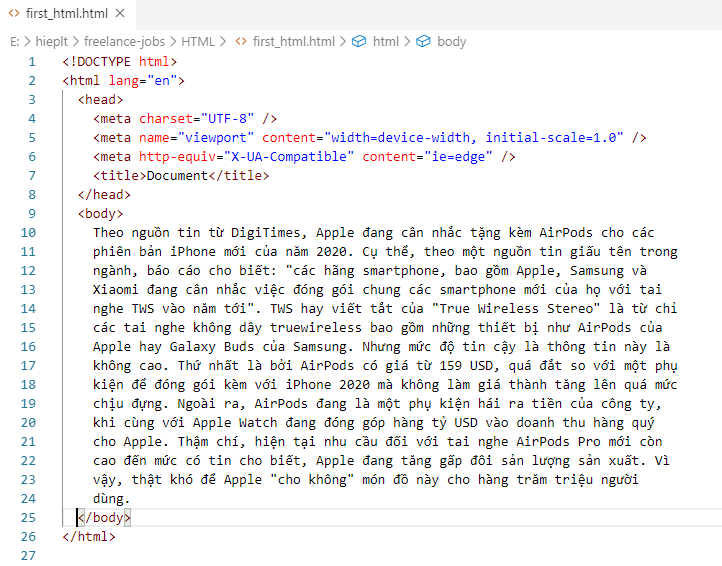 first_html.html
E: > hieplt > freelance-jobs > HTML > first_html.html > html > body
1 <!DOCTYPE html>
2 <html lang="en">
3 <head>
4 <meta charset="UTF-8" />
5 <meta name="viewport" content="width=device-width, initial-scale=1.0" />
6 <meta http-equiv="X-UA-Compatible" content="ie=edge" />
7 <title>Document</title>
8 </head>
9 <body>
10 Theo nguồn tin từ DigiTimes, Apple đang cân nhắc tặng kèm AirPods cho các
11 phiên bản iPhone mới của năm 2020. Cụ thể, theo một nguồn tin giấu tên trong
12 ngành, báo cáo cho biết: "các hãng smartphone, bao gồm Apple, Samsung và
13 Xiaomi đang cân nhắc việc đóng gói chung các smartphone mới của họ với tai
14 nghe TWS vào năm tới". TWS hay viết tắt của "True Wireless Stereo" là từ chỉ
15 các tai nghe không dây truewireless bao gồm những thiết bị như AirPods của
16 Apple hay Galaxy Buds của Samsung. Nhưng mức độ tin cậy là thông tin này là
17 không cao. Thứ nhất là bởi AirPods có giá từ 159 USD, quá đắt so với một phụ
18 kiện để đóng gói kèm với iPhone 2020 mà không làm giá thành tăng lên quá mức
19 chịu đựng. Ngoài ra, AirPods đang là một phụ kiện hái ra tiền của công ty,
20 khi cùng với Apple Watch đang đóng góp hàng tỷ USD vào doanh thu hàng quý
21 cho Apple. Thậm chí, hiện tại nhu cầu đối với tai nghe AirPods Pro mới còn
22 cao đến mức có tin cho biết, Apple đang tăng gấp đôi sản lượng sản xuất. Vì
23 vậy, thật khó để Apple "cho không" món đồ này cho hàng trăm triệu người
24 dùng.
25 </body>
26 </html>
27